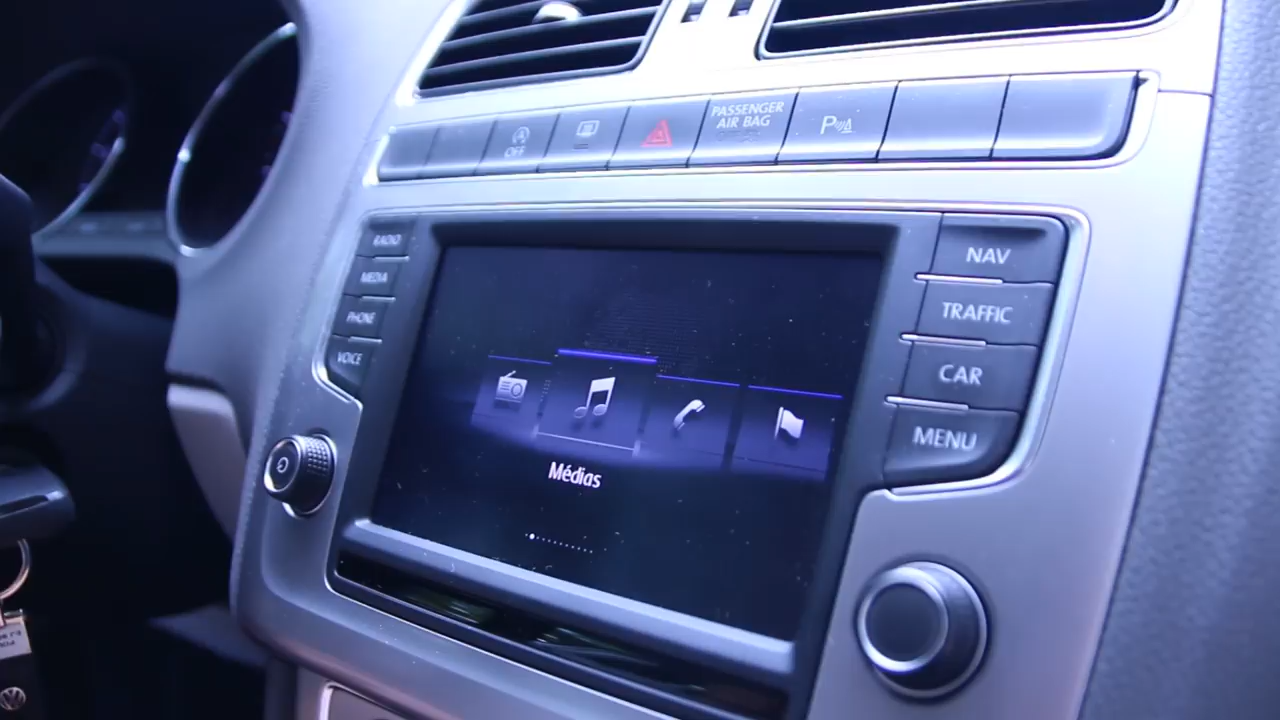 OFF
PASSENGER
AIR BAG
P
RADIO
MEDIA
PHONE
VOICE
NAV
TRAFFIC
CAR
MENU
Médias